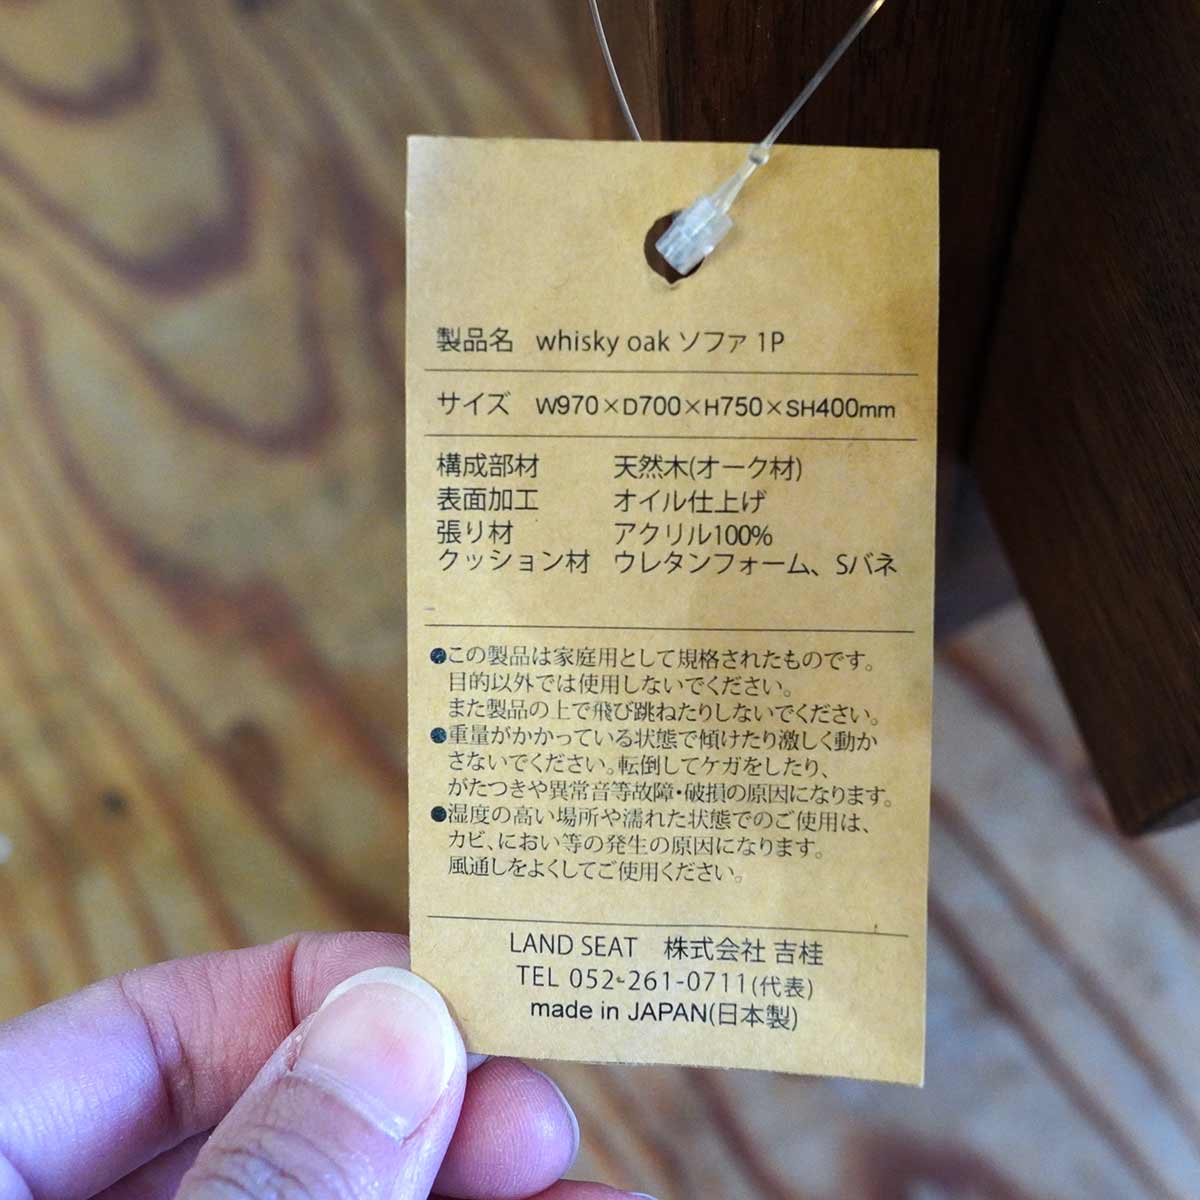 製品名 whisky oak ソファ 1P
サイズ W970×D700×H750×SH400mm
構成部材 天然木(オーク材)
表面加工 オイル仕上げ
張り材 アクリル100%
クッション材 ウレタンフォーム、Sバネ
●この製品は家庭用として規格されたものです。
目的以外では使用しないでください。
また製品の上で飛び跳ねたりしないでください。
●重量がかかっている状態で傾けたり激しく動か
さないでください。転倒してケガをしたり、
がたつきや異常音等故障・破損の原因になります。
●湿度の高い場所や濡れた状態でのご使用は、
カビ、におい等の発生の原因になります。
風通しをよくしてご使用ください。
LAND SEAT 株式会社 吉桂
TEL 052-261-0711(代表)
made in JAPAN(日本製)